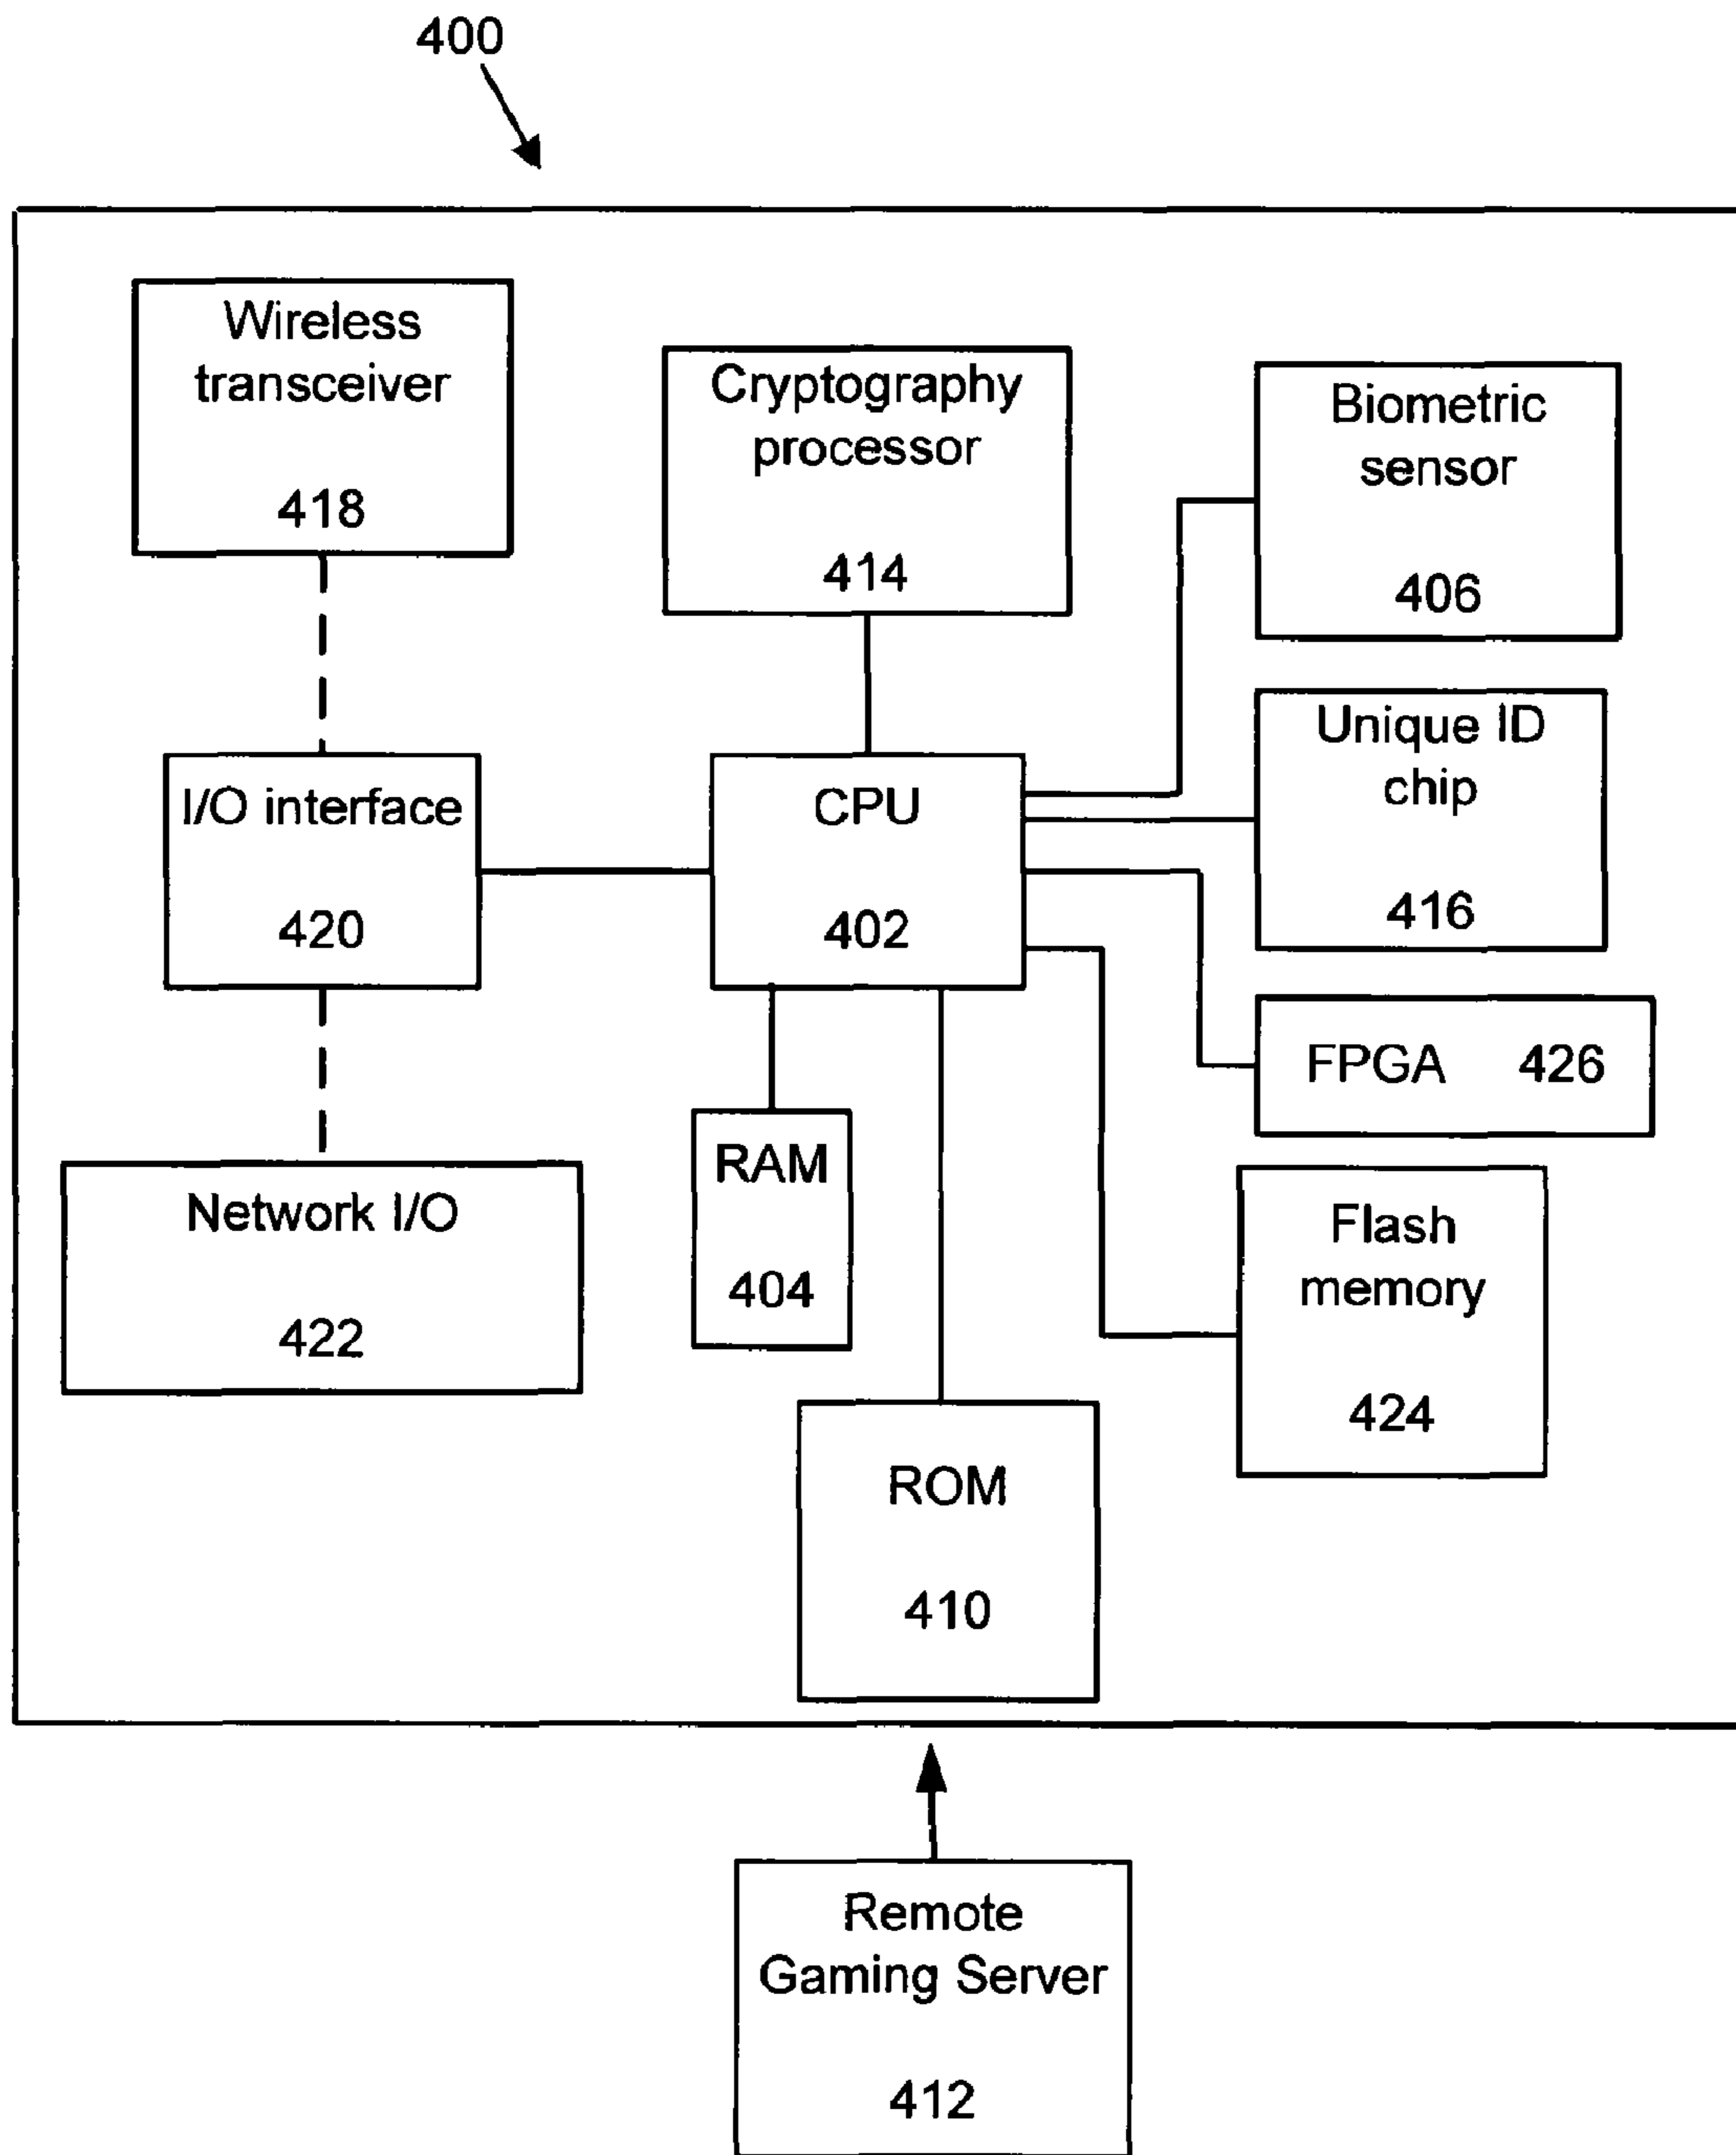 400
Wireless
transceiver
418
Cryptography
processor
414
Biometric
sensor
406
Unique ID
chip
416
I/O interface
420
CPU
402
FPGA 426
Network I/O
422
RAM
404
Flash
memory
424
ROM
410
Remote
Gaming Server
412